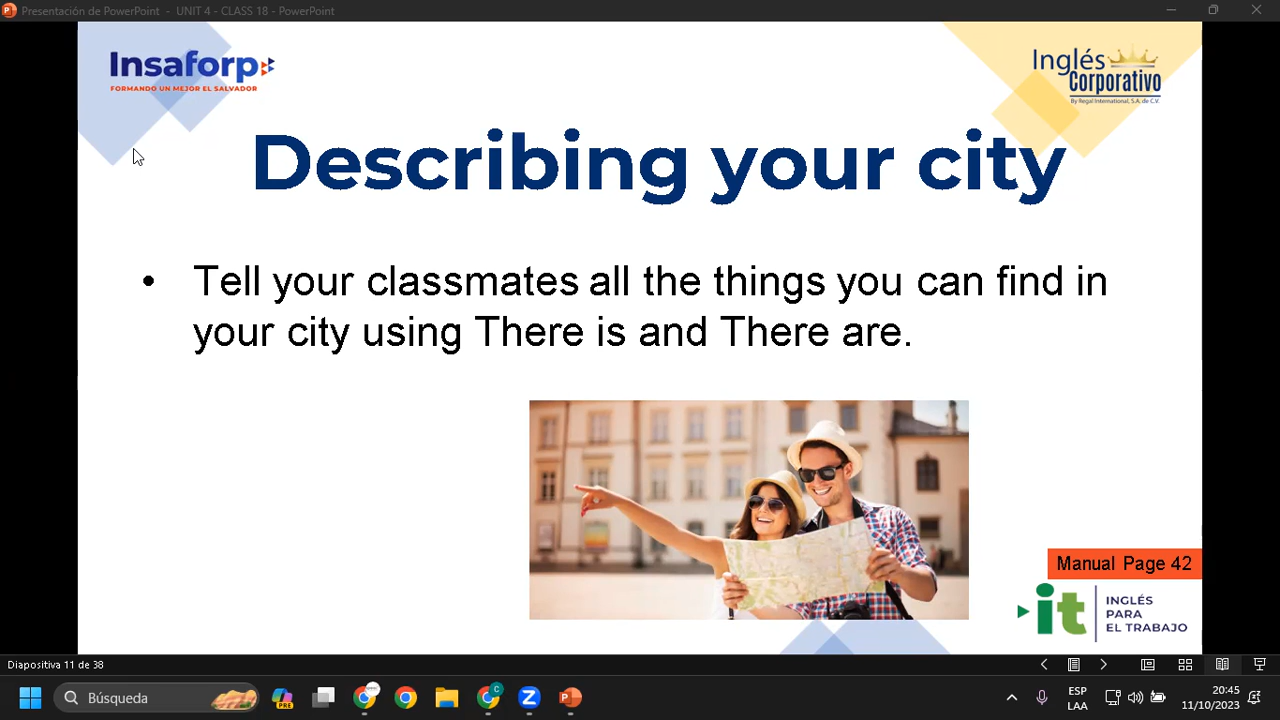 Presentación de PowerPoint - UNIT 4 - CLASS 18 - PowerPoint
Insaforp
FORMANDO UN MEJOR EL SALVADOR
Inglés
Corporativo
By Regal International, S.A. de C.V.
Describing your city
• Tell your classmates all the things you can find in
your city using There is and There are.
Manual Page 42
it
INGLÉS
PARA
EL TRABAJO
Diapositiva 11 de 38
Búsqueda
PRE
ESP
LAA
20:45
11/10/2023